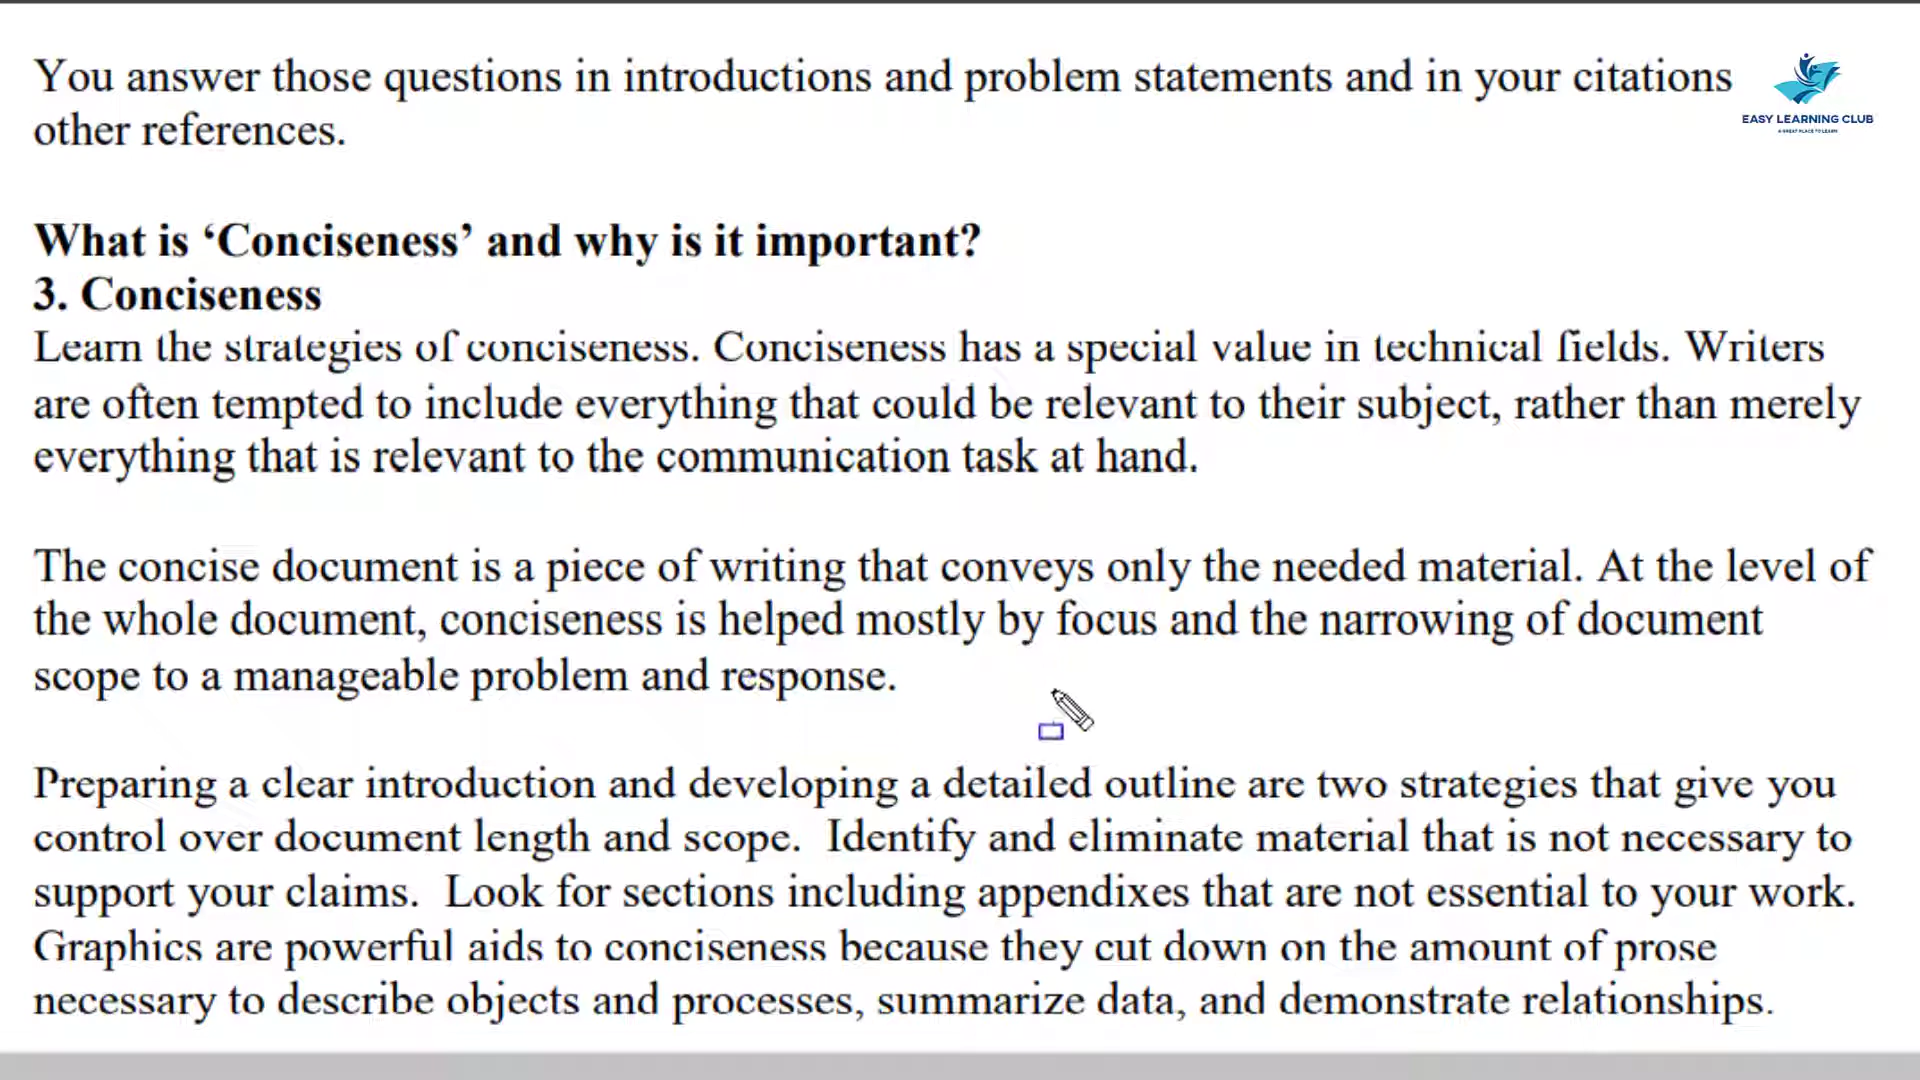 You answer those questions in introductions and problem statements and in your citations
other references.
EASY LEARNING CLUB
A GREAT PLACE TO LEARN
What is ‘Conciseness’ and why is it important?
3. Conciseness
Learn the strategies of conciseness. Conciseness has a special value in technical fields. Writers
are often tempted to include everything that could be relevant to their subject, rather than merely
everything that is relevant to the communication task at hand.
The concise document is a piece of writing that conveys only the needed material. At the level of
the whole document, conciseness is helped mostly by focus and the narrowing of document
scope to a manageable problem and response.
Preparing a clear introduction and developing a detailed outline are two strategies that give you
control over document length and scope.  Identify and eliminate material that is not necessary to
support your claims.  Look for sections including appendixes that are not essential to your work.
Graphics are powerful aids to conciseness because they cut down on the amount of prose
necessary to describe objects and processes, summarize data, and demonstrate relationships.